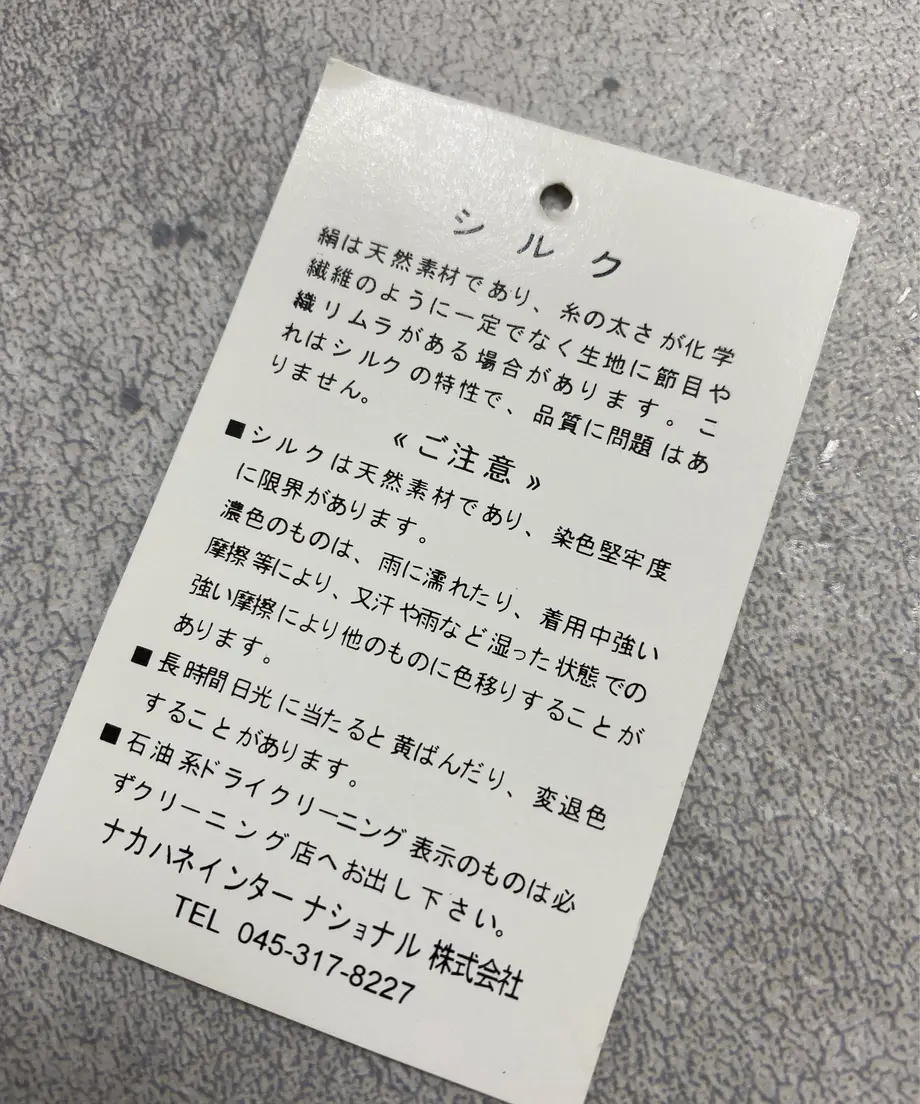 シルク
絹は天然素材であり、糸の太さが化学
繊維のように一定でなく生地に節目や
織リムラがある場合があります。こ
れはシルクの特性で、品質に問題はあ
りません。
《ご注意》
■シルクは天然素材であり、染色堅牢度
に限界があります。
濃色のものは、雨に濡れたり、着用中強い
摩擦等により、又汗や雨など湿った状態での
強い摩擦により他のものに色移りすることが
あります。
■長時間日光に当たると黄ばんだり、変退色
することがあります。
■石油系ドライクリーニング表示のものは必
ずクリーニング店へお出し下さい。
ナカハネインターナショナル株式会社
TEL 045-317-8227